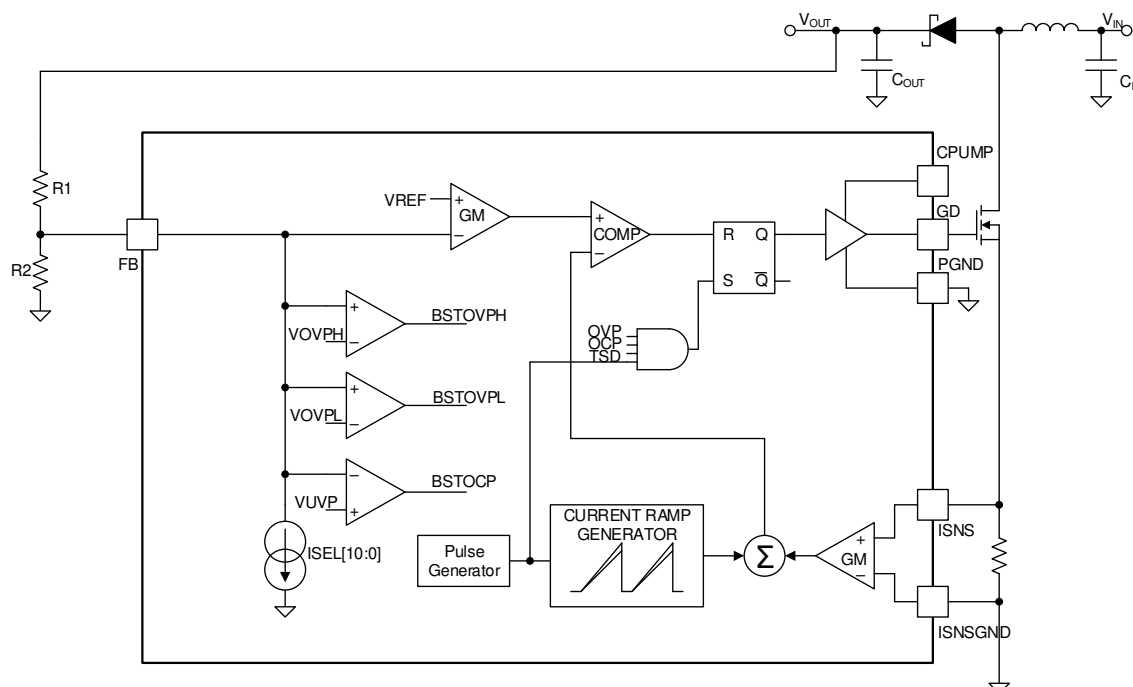 VOUT
VIN
COUT
C
CPUMP
R1
VREF
+
GM
−
+
COMP
−
R Q
S Q
GD
FB
R2
PGND
+
VOVPH
−
BSTOVPH
OVP
OCP
TSD
+
VOVPL
−
BSTOVPL
−
VUVP
+
BSTOCP
ISEL[10:0]
Pulse
Generator
CURRENT RAMP
GENERATOR
Σ
+
GM
−
ISNS
ISNSGND